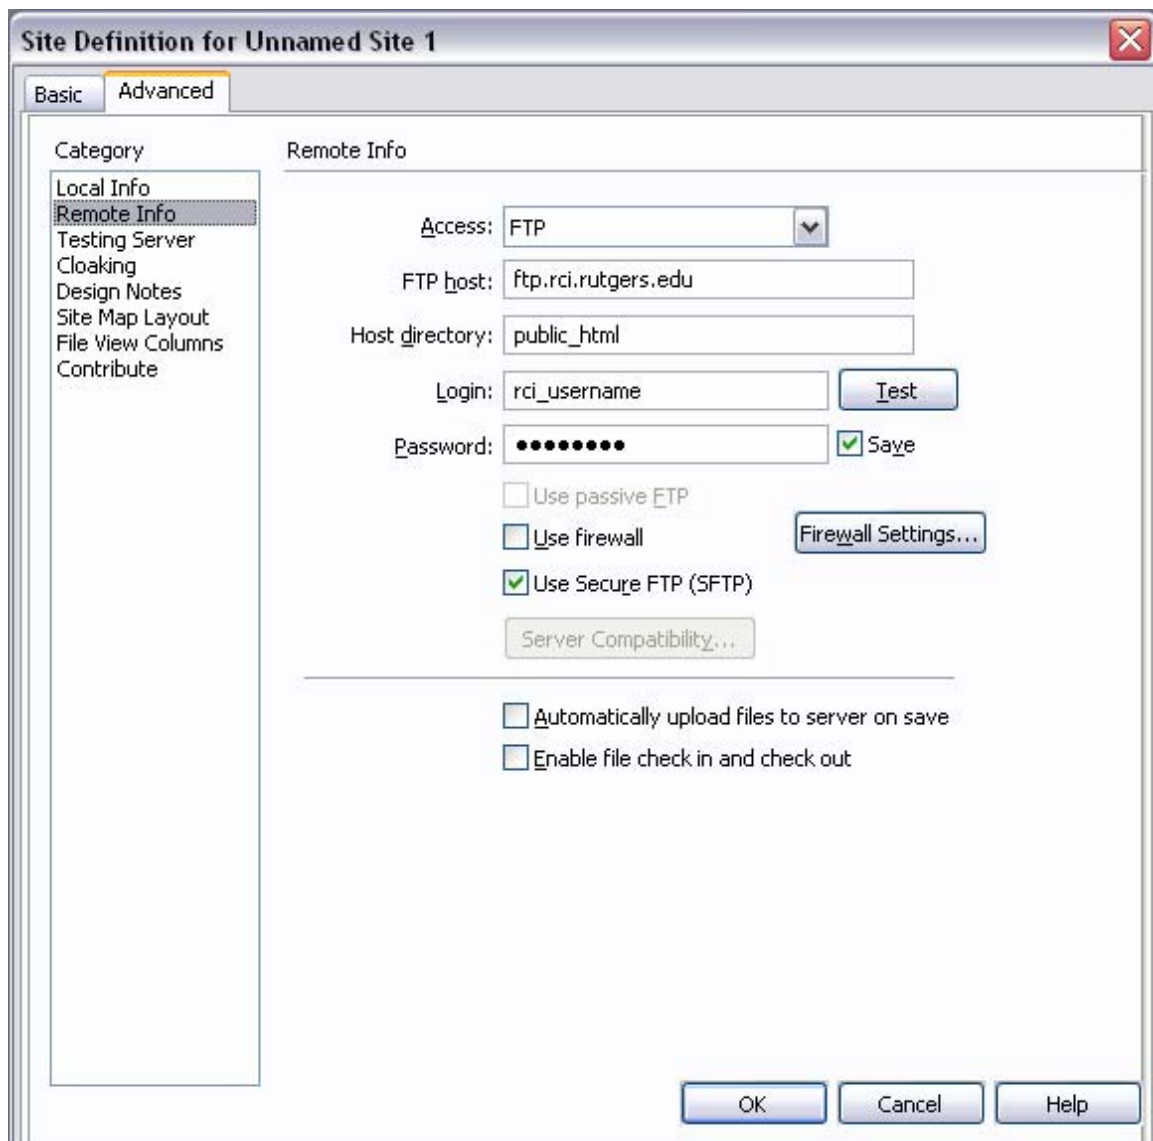 Site Definition for Unnamed Site 1
Basic
Advanced
Category
Local Info
Remote Info
Testing Server
Cloaking
Design Notes
Site Map Layout
File View Columns
Contribute
Remote Info
Access: FTP
FTP host: ftp.rci.rutgers.edu
Host directory: public_html
Login: rci_username Test
Password: ●●●●●●●● Save
Use passive FTP
Use firewall Firewall Settings...
Use Secure FTP (SFTP)
Server Compatibility...
Automatically upload files to server on save
Enable file check in and check out
OK Cancel Help